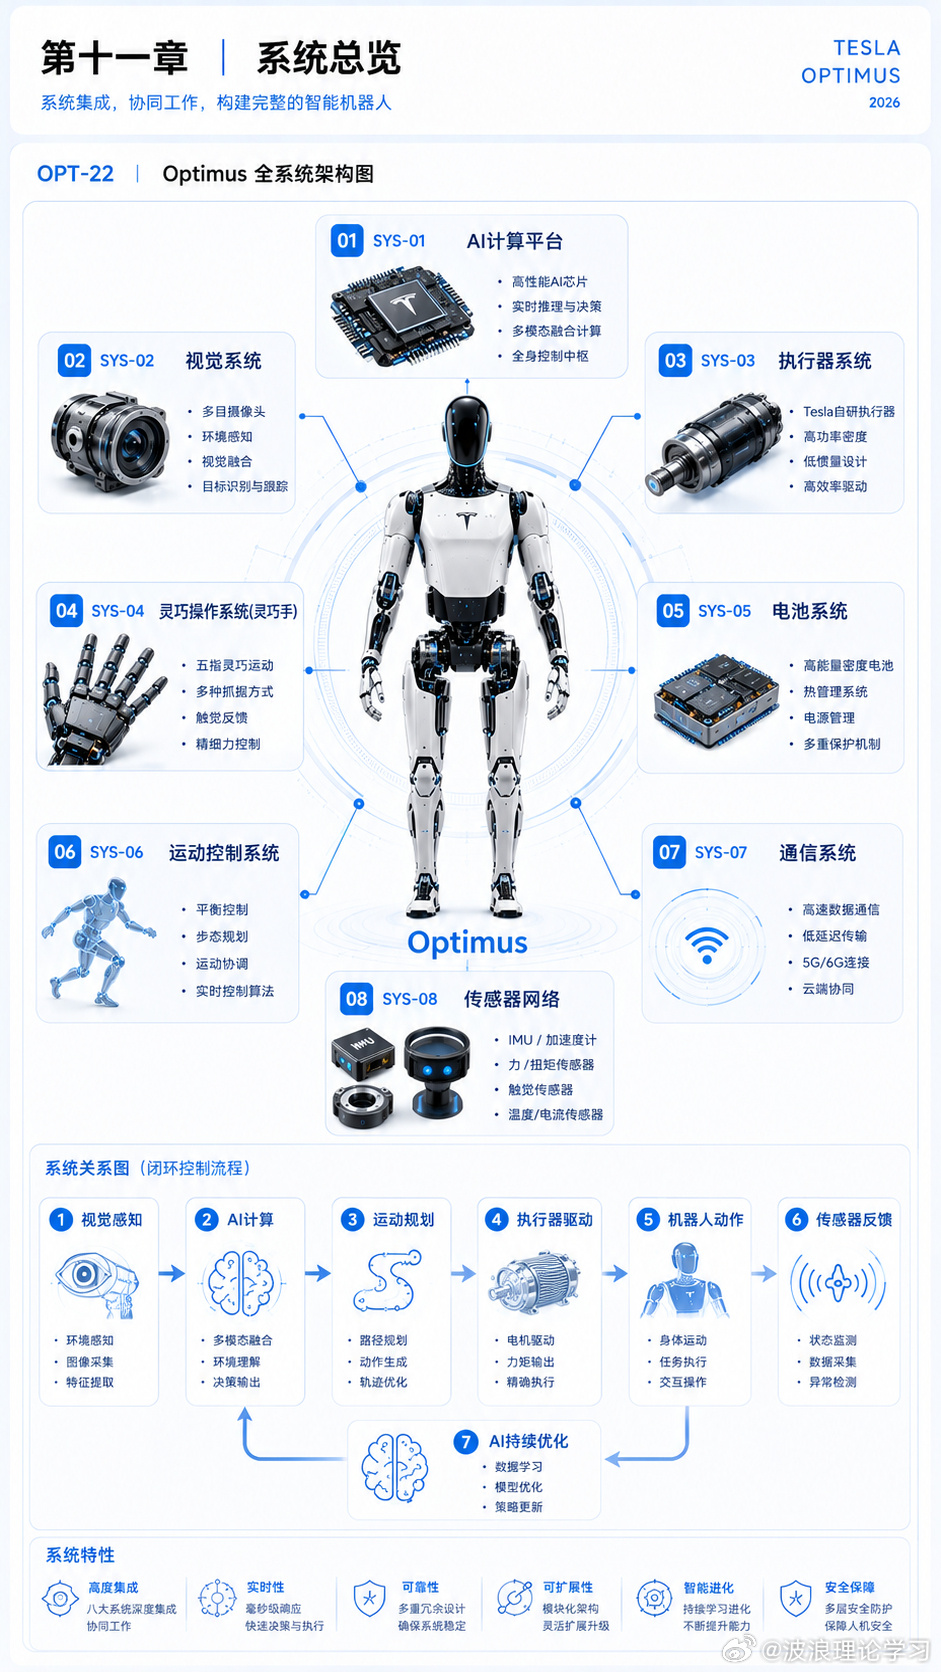 第十一章 | 系统总览
系统集成，协同工作，构建完整的智能机器人
TESLA
OPTIMUS
2026
OPT-22 | Optimus 全系统架构图
01 SYS-01 AI计算平台
• 高性能AI芯片
• 实时推理与决策
• 多模态融合计算
• 全身控制中枢
02 SYS-02 视觉系统
• 多目摄像头
• 环境感知
• 视觉融合
• 目标识别与跟踪
03 SYS-03 执行器系统
• Tesla自研执行器
• 高功率密度
• 低惯量设计
• 高效率驱动
04 SYS-04 灵巧操作系统(灵巧手)
• 五指灵巧运动
• 多种抓握方式
• 触觉反馈
• 精细力控制
05 SYS-05 电池系统
• 高能量密度电池
• 热管理系统
• 电源管理
• 多重保护机制
06 SYS-06 运动控制系统
• 平衡控制
• 步态规划
• 运动协调
• 实时控制算法
07 SYS-07 通信系统
• 高速数据通信
• 低延迟传输
• 5G/6G连接
• 云端协同
Optimus
08 SYS-08 传感器网络
IMU
• IMU / 加速度计
• 力 /扭矩传感器
• 触觉传感器
• 温度/电流传感器
系统关系图（闭环控制流程）
1 视觉感知
• 环境感知
• 图像采集
• 特征提取
2 AI计算
• 多模态融合
• 环境理解
• 决策输出
3 运动规划
• 路径规划
• 动作生成
• 轨迹优化
4 执行器驱动
• 电机驱动
• 力矩输出
• 精确执行
5 机器人动作
• 身体运动
• 任务执行
• 交互操作
6 传感器反馈
• 状态监测
• 数据采集
• 异常检测
7 AI持续优化
• 数据学习
• 模型优化
• 策略更新
系统特性
高度集成
八大系统深度集成
协同工作
实时性
毫秒级响应
快速决策与执行
可靠性
多重冗余设计
确保系统稳定
可扩展性
模块化架构
灵活扩展升级
智能进化
持续学习进化
不断提升能力
安全保障
多层安全防护
保障人机安全
@波浪理论学习